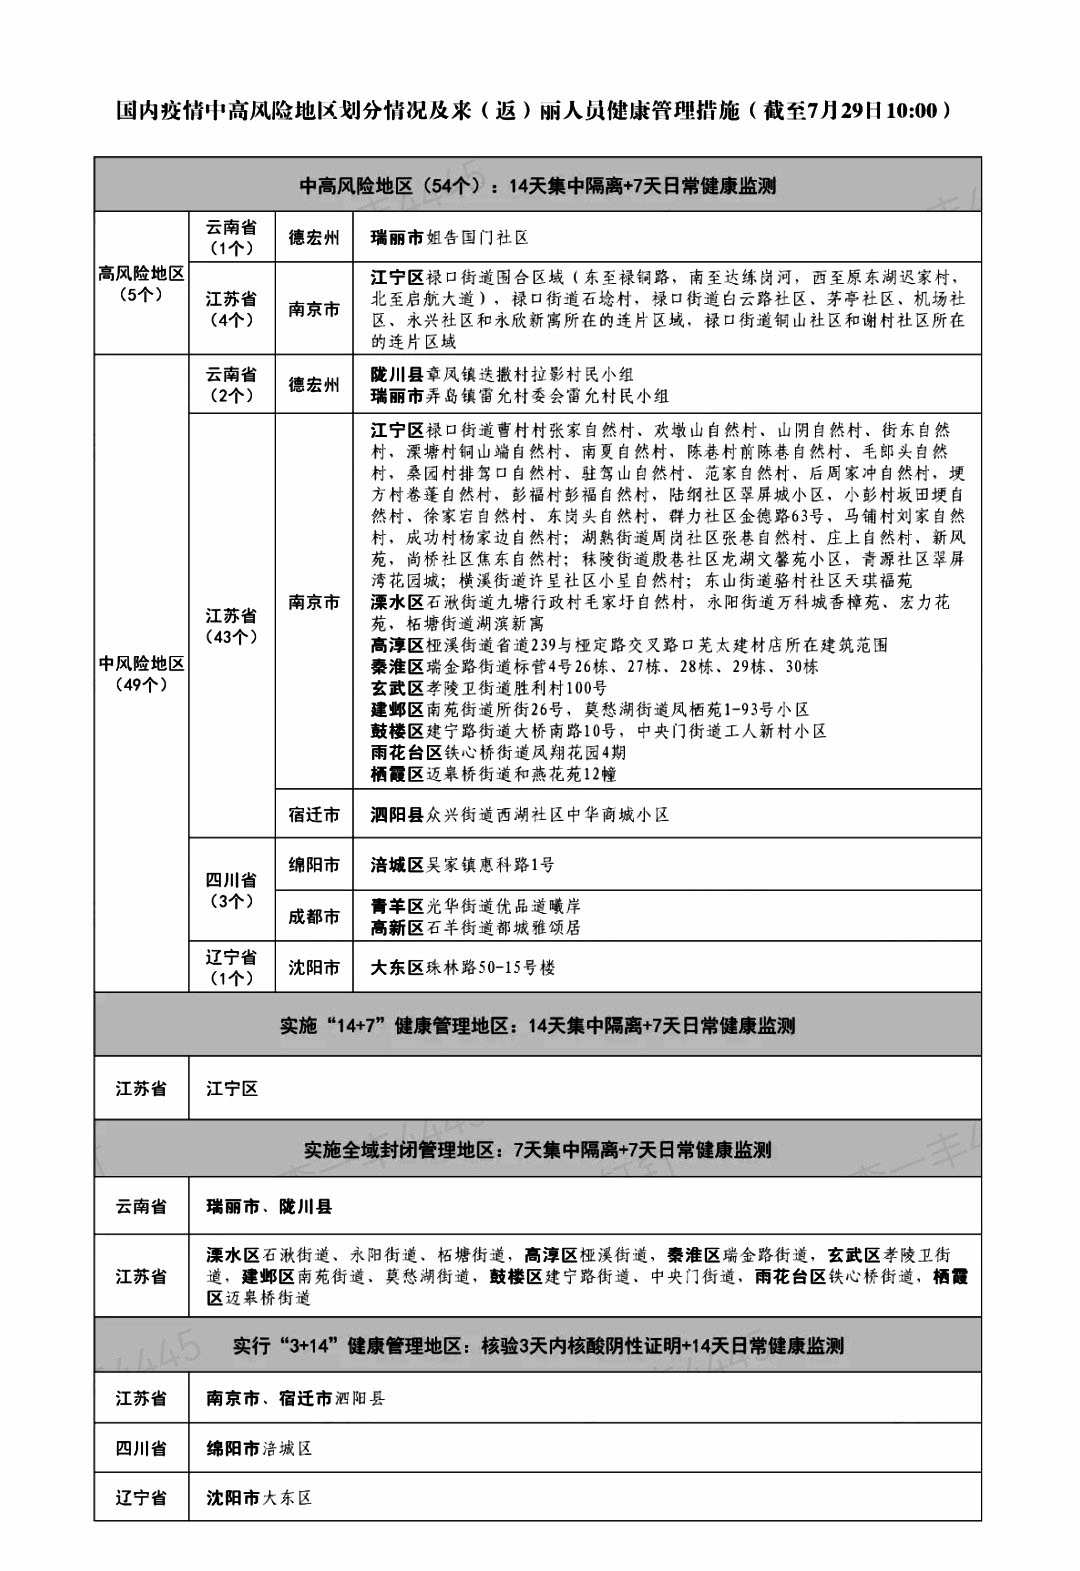 国内疫情中高风险地区划分情况及来（返）丽人员健康管理措施（截至7月29日10:00）
中高风险地区（54个）：14天集中隔离+7天日常健康监测
高风险地区
（5个）
云南省
（1个）
德宏州
瑞丽市姐告国门社区
江苏省
（4个）
南京市
江宁区禄口街道围合区域（东至禄铜路，南至达练岗河，西至原东湖迟家村，
北至启航大道），禄口街道石埝村，禄口街道白云路社区、茅亭社区、机场社
区、永兴社区和永欣新寓所在的连片区域，禄口街道铜山社区和谢村社区所在
的连片区域
中风险地区
（49个）
云南省
（2个）
德宏州
陇川县章凤镇迭撒村拉影村民小组
瑞丽市弄岛镇雷允村委会雷允村民小组
江苏省
（43个）
南京市
江宁区禄口街道曹村村张家自然村、欢墩山自然村、山阴自然村、街东自然
村，溧塘村铜山端自然村、南夏自然村，陈巷村前陈巷自然村、毛郎头自然
村，桑园村排驾口自然村、驻驾山自然村、范家自然村、后周家冲自然村，埂
方村卷蓬自然村，彭福村彭福自然村，陆纲社区翠屏城小区，小彭村坂田埂自
然村、徐家宕自然村、东岗头自然村，群力社区金德路63号，马铺村刘家自然
村，成功村杨家边自然村；湖熟街道周岗社区张巷自然村、庄上自然村、新风
苑，尚桥社区焦东自然村；秣陵街道殷巷社区龙湖文馨苑小区，青源社区翠屏
湾花园城；横溪街道许呈社区小呈自然村；东山街道骆村社区天琪福苑
溧水区石湫街道九塘行政村毛家圩自然村，永阳街道万科城香樟苑、宏力花
苑，柘塘街道湖滨新寓
高淳区桠溪街道省道239与桠定路交叉路口芜太建材店所在建筑范围
秦淮区瑞金路街道标营4号26栋、27栋、28栋、29栋、30栋
玄武区孝陵卫街道胜利村100号
建邺区南苑街道所街26号，莫愁湖街道凤栖苑1-93号小区
鼓楼区建宁路街道大桥南路10号，中央门街道工人新村小区
雨花台区铁心桥街道凤翔花园4期
栖霞区迈皋桥街道和燕花苑12幢
宿迁市
泗阳县众兴街道西湖社区中华商城小区
四川省
（3个）
绵阳市
涪城区吴家镇惠科路1号
成都市
青羊区光华街道优品道曦岸
高新区石羊街道都城雅颂居
辽宁省
（1个）
沈阳市
大东区珠林路50-15号楼
实施“14+7”健康管理地区：14天集中隔离+7天日常健康监测
江苏省
江宁区
实施全域封闭管理地区：7天集中隔离+7天日常健康监测
云南省
瑞丽市、陇川县
江苏省
溧水区石湫街道、永阳街道、柘塘街道，高淳区桠溪街道，秦淮区瑞金路街道，玄武区孝陵卫街
道，建邺区南苑街道、莫愁湖街道，鼓楼区建宁路街道、中央门街道，雨花台区铁心桥街道，栖霞
区迈皋桥街道
实行“3+14”健康管理地区：核验3天内核酸阴性证明+14天日常健康监测
江苏省
南京市、宿迁市泗阳县
四川省
绵阳市涪城区
辽宁省
沈阳市大东区